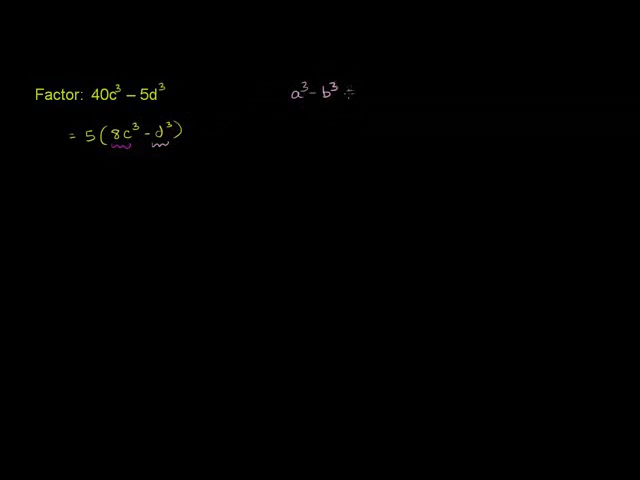 Factor: 40c³ – 5d³ a³ - b³
= 5(8c³ - d³)